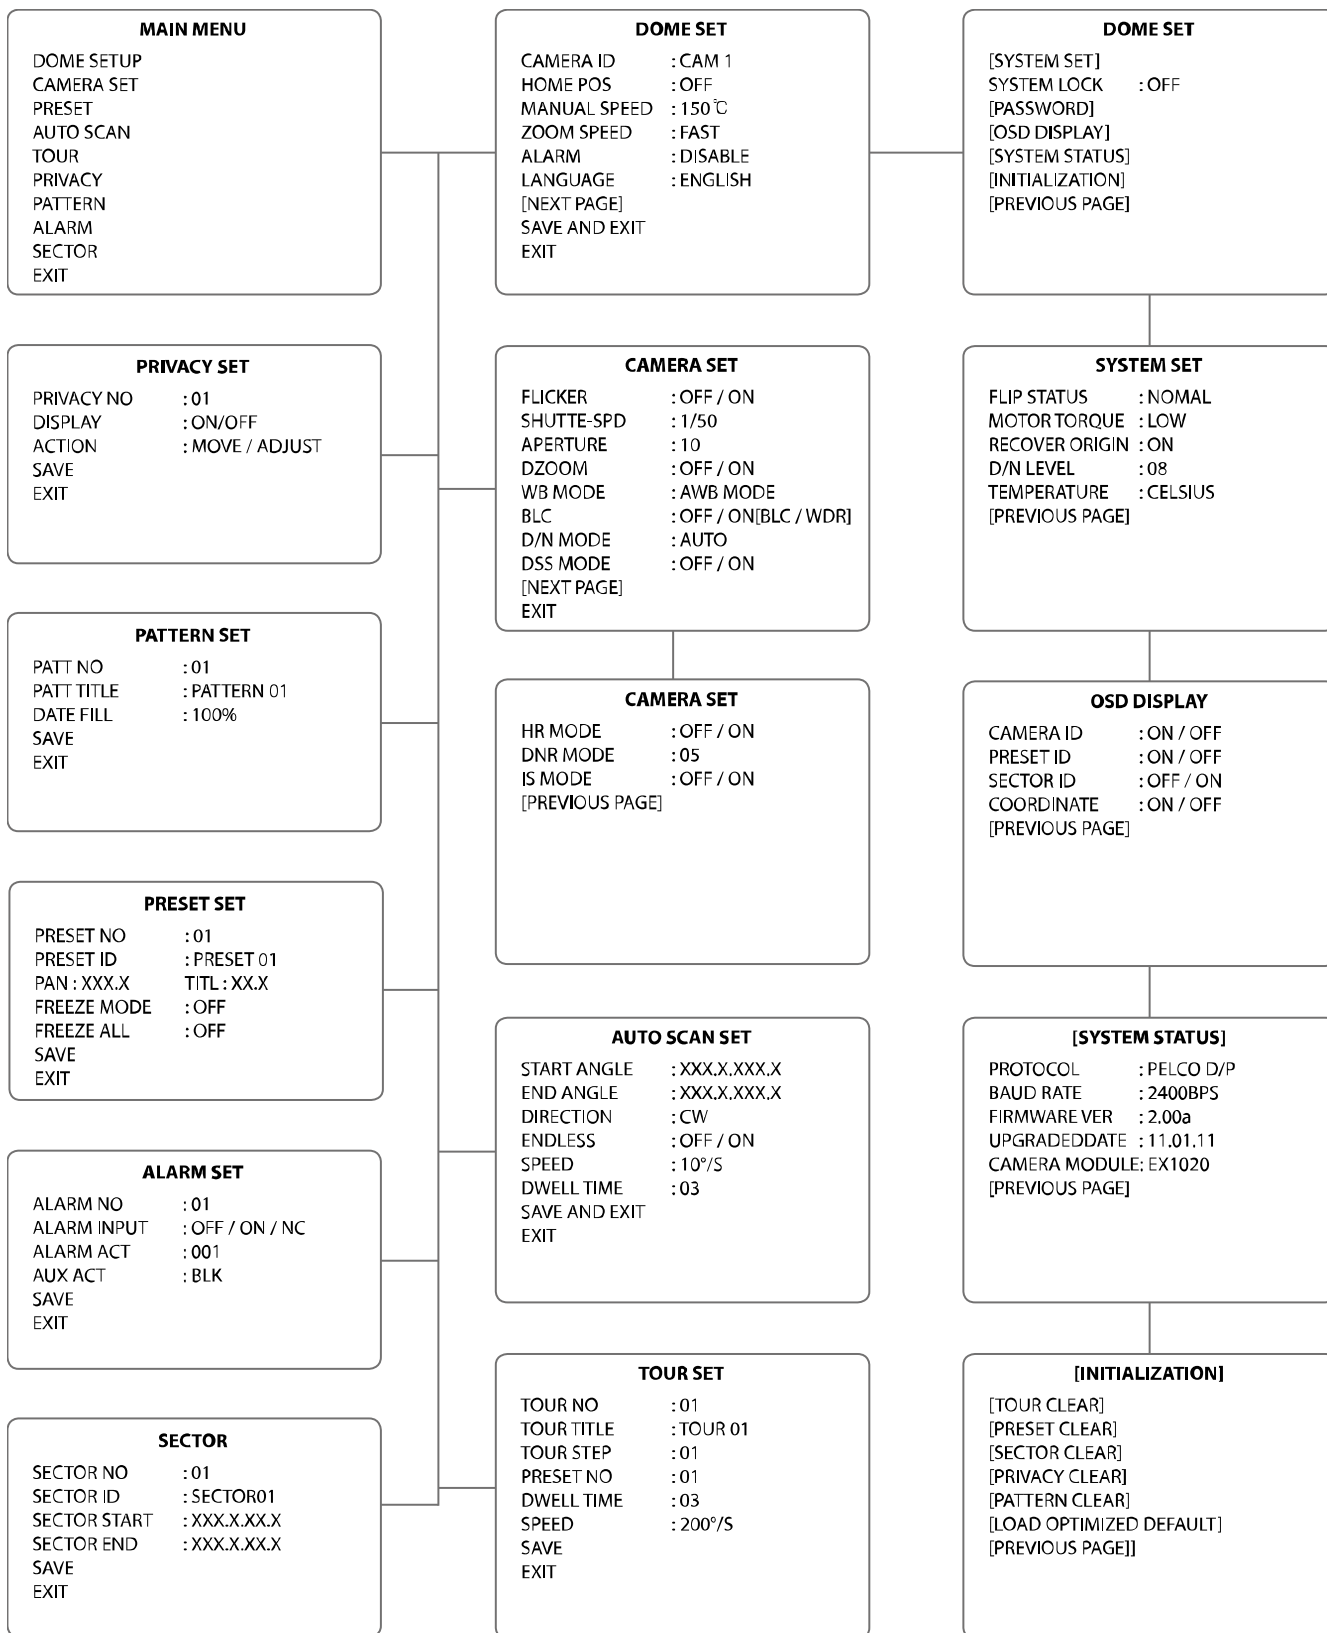 MAIN MENU
DOME SETUP
CAMERA SET
PRESET
AUTO SCAN
TOUR
PRIVACY
PATTERN
ALARM
SECTOR
EXIT
DOME SET
CAMERA ID : CAM 1
HOME POS : OFF
MANUAL SPEED : 150℃
ZOOM SPEED : FAST
ALARM : DISABLE
LANGUAGE : ENGLISH
[NEXT PAGE]
SAVE AND EXIT
EXIT
DOME SET
[SYSTEM SET]
SYSTEM LOCK : OFF
[PASSWORD]
[OSD DISPLAY]
[SYSTEM STATUS]
[INITIALIZATION]
[PREVIOUS PAGE]
PRIVACY SET
PRIVACY NO : 01
DISPLAY : ON/OFF
ACTION : MOVE / ADJUST
SAVE
EXIT
CAMERA SET
FLICKER : OFF / ON
SHUTTE-SPD : 1/50
APERTURE : 10
DZOOM : OFF / ON
WB MODE : AWB MODE
BLC : OFF / ON[BLC / WDR]
D/N MODE : AUTO
DSS MODE : OFF / ON
[NEXT PAGE]
EXIT
SYSTEM SET
FLIP STATUS : NOMAL
MOTOR TORQUE : LOW
RECOVER ORIGIN : ON
D/N LEVEL : 08
TEMPERATURE : CELSIUS
[PREVIOUS PAGE]
PATTERN SET
PATT NO : 01
PATT TITLE : PATTERN 01
DATE FILL : 100%
SAVE
EXIT
CAMERA SET
HR MODE : OFF / ON
DNR MODE : 05
IS MODE : OFF / ON
[PREVIOUS PAGE]
OSD DISPLAY
CAMERA ID : ON / OFF
PRESET ID : ON / OFF
SECTOR ID : OFF / ON
COORDINATE : ON / OFF
[PREVIOUS PAGE]
PRESET SET
PRESET NO : 01
PRESET ID : PRESET 01
PAN : XXX.X TITL : XX.X
FREEZE MODE : OFF
FREEZE ALL : OFF
SAVE
EXIT
AUTO SCAN SET
START ANGLE : XXX.X.XXX.X
END ANGLE : XXX.X.XXX.X
DIRECTION : CW
ENDLESS : OFF / ON
SPEED : 10°/S
DWELL TIME : 03
SAVE AND EXIT
EXIT
[SYSTEM STATUS]
PROTOCOL : PELCO D/P
BAUD RATE : 2400BPS
FIRMWARE VER : 2.00a
UPGRADEDDATE : 11.01.11
CAMERA MODULE: EX1020
[PREVIOUS PAGE]
ALARM SET
ALARM NO : 01
ALARM INPUT : OFF / ON / NC
ALARM ACT : 001
AUX ACT : BLK
SAVE
EXIT
TOUR SET
TOUR NO : 01
TOUR TITLE : TOUR 01
TOUR STEP : 01
PRESET NO : 01
DWELL TIME : 03
SPEED : 200°/S
SAVE
EXIT
[INITIALIZATION]
[TOUR CLEAR]
[PRESET CLEAR]
[SECTOR CLEAR]
[PRIVACY CLEAR]
[PATTERN CLEAR]
[LOAD OPTIMIZED DEFAULT]
[PREVIOUS PAGE]]
SECTOR
SECTOR NO : 01
SECTOR ID : SECTOR01
SECTOR START : XXX.X.XX.X
SECTOR END : XXX.X.XX.X
SAVE
EXIT